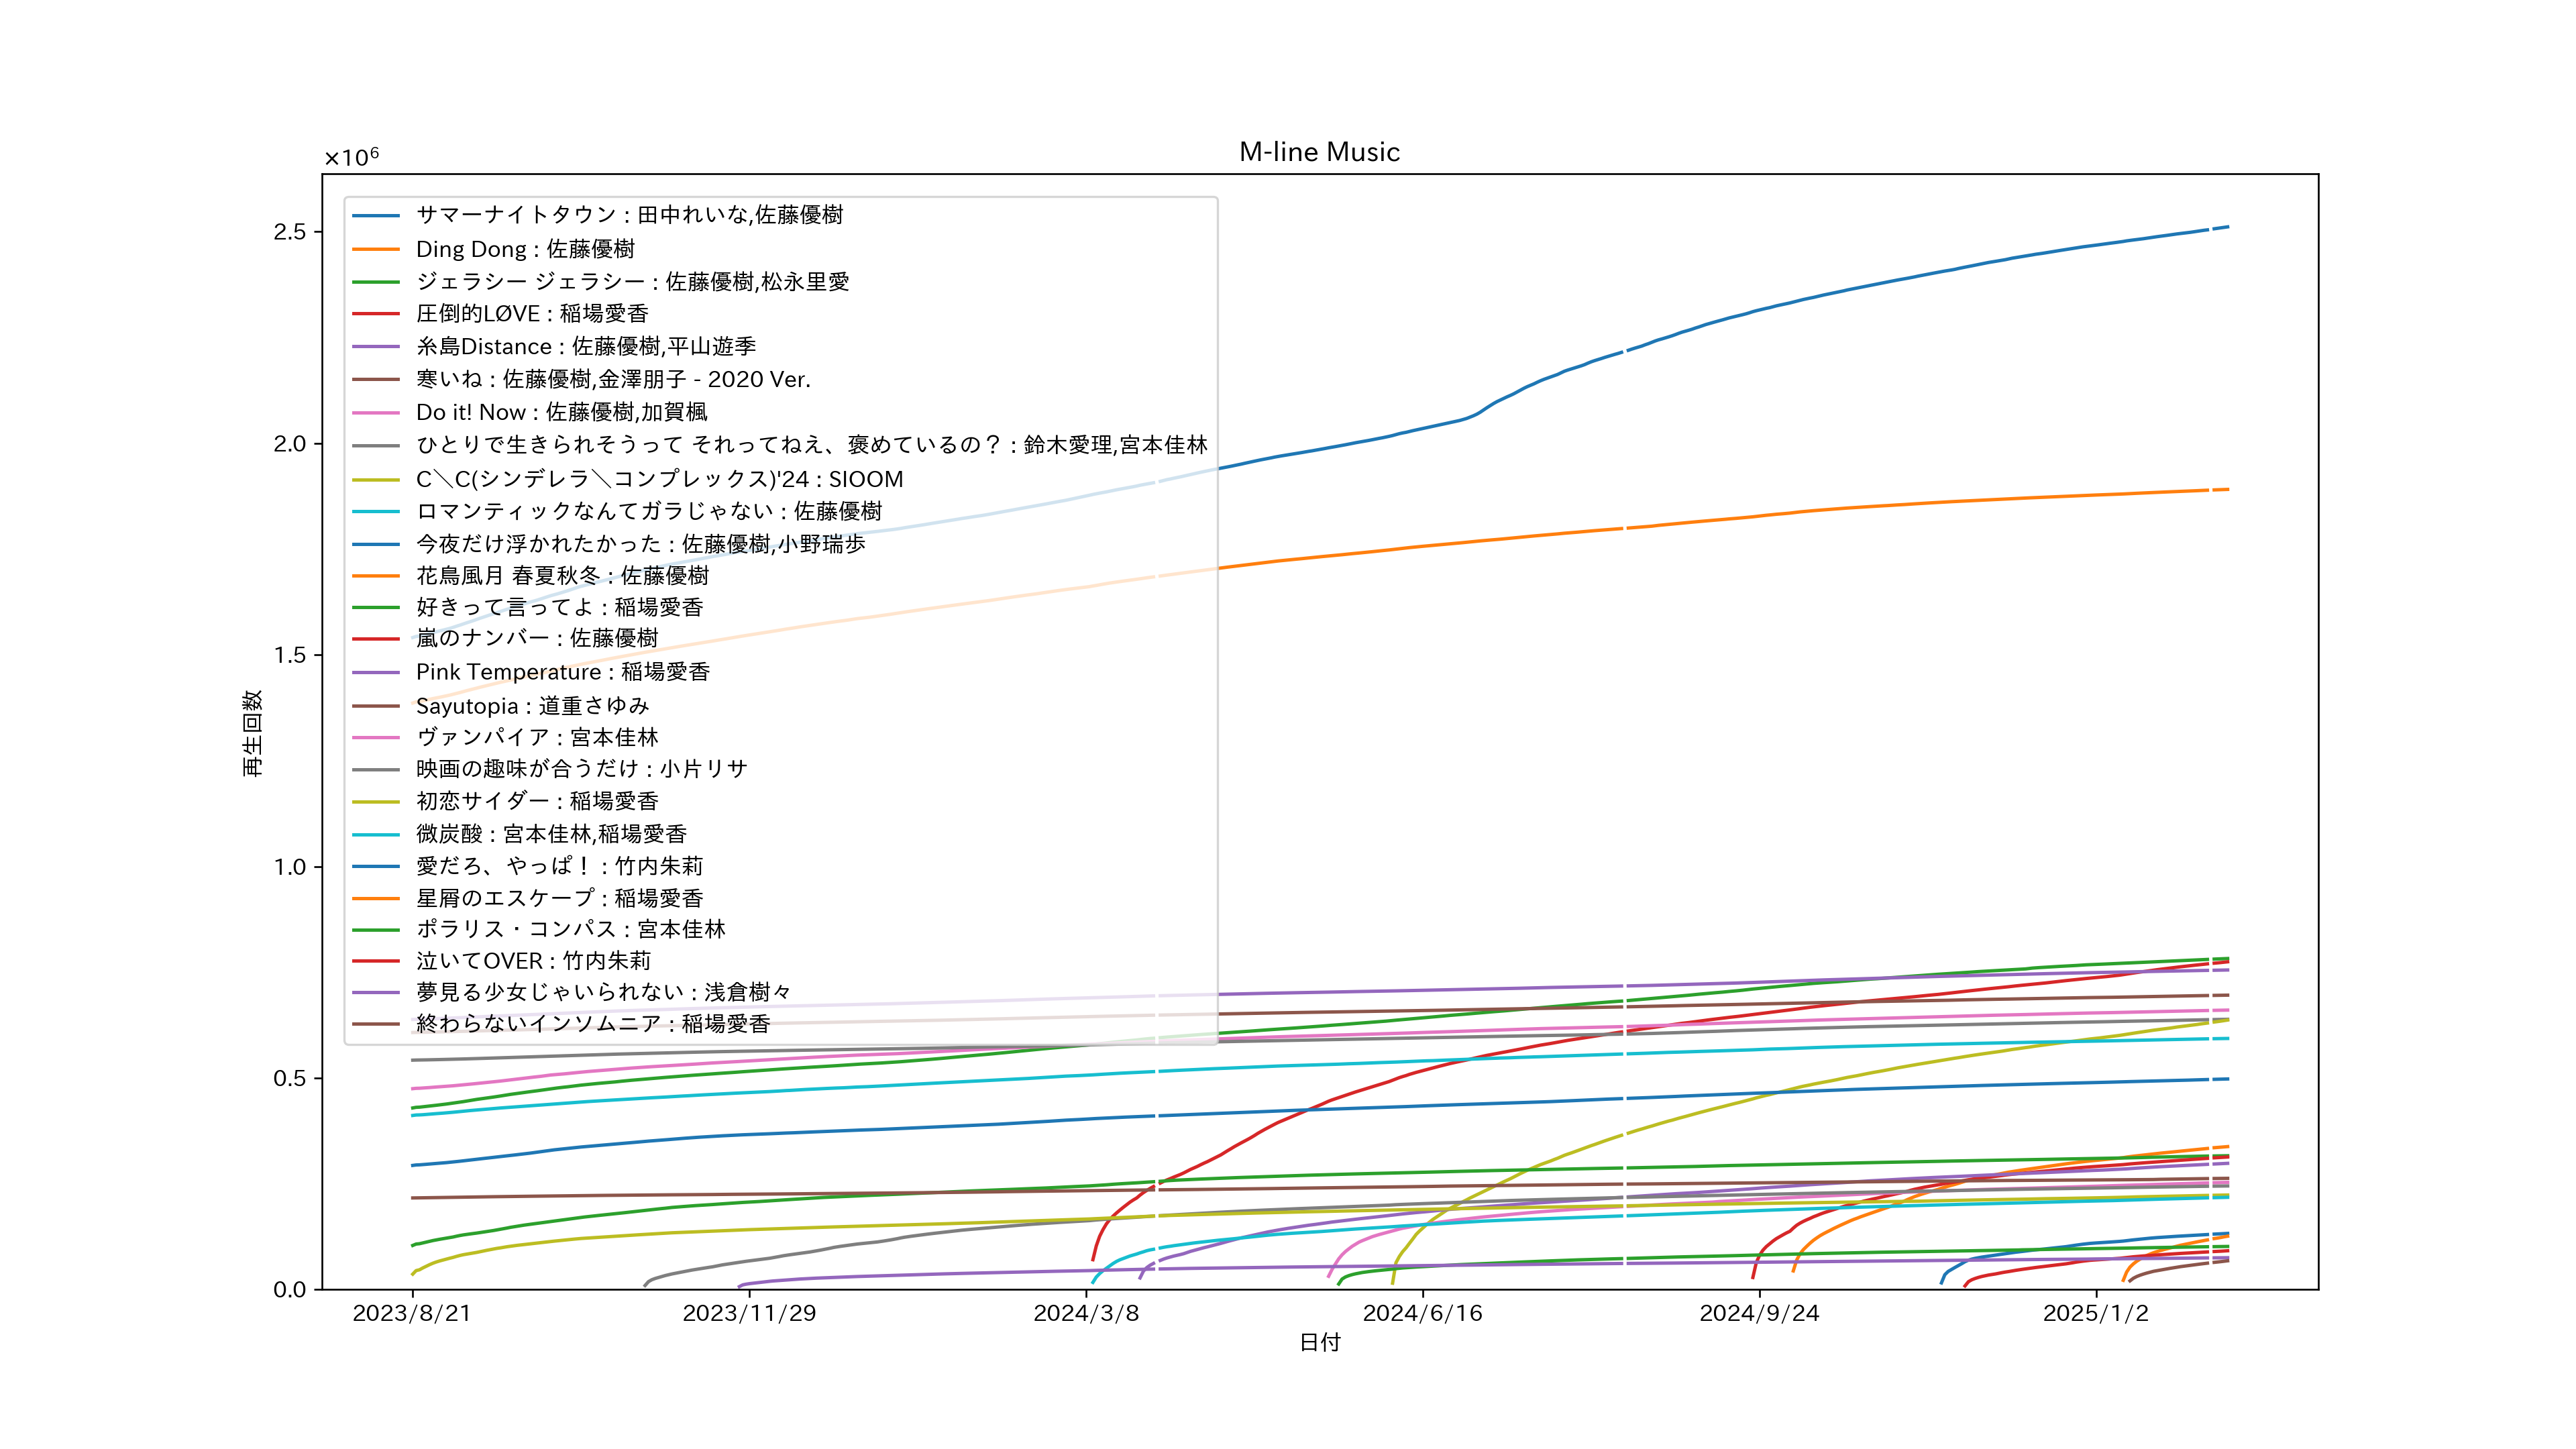 M-line Music
×10⁶
サマーナイトタウン : 田中れいな,佐藤優樹
Ding Dong : 佐藤優樹
ジェラシー ジェラシー : 佐藤優樹,松永里愛
圧倒的LØVE : 稲場愛香
糸島Distance : 佐藤優樹,平山遊季
寒いね : 佐藤優樹,金澤朋子 - 2020 Ver.
Do it! Now : 佐藤優樹,加賀楓
ひとりで生きられそうって それってねえ、褒めているの？ : 鈴木愛理,宮本佳林
C＼C(シンデレラ＼コンプレックス)'24 : SIOOM
ロマンティックなんてガラじゃない : 佐藤優樹
今夜だけ浮かれたかった : 佐藤優樹,小野瑞歩
花鳥風月 春夏秋冬 : 佐藤優樹
好きって言ってよ : 稲場愛香
嵐のナンバー : 佐藤優樹
Pink Temperature : 稲場愛香
Sayutopia : 道重さゆみ
ヴァンパイア : 宮本佳林
映画の趣味が合うだけ : 小片リサ
初恋サイダー : 稲場愛香
微炭酸 : 宮本佳林,稲場愛香
愛だろ、やっぱ！ : 竹内朱莉
星屑のエスケープ : 稲場愛香
ポラリス・コンパス : 宮本佳林
泣いてOVER : 竹内朱莉
夢見る少女じゃいられない : 浅倉樹々
終わらないインソムニア : 稲場愛香
2.5
2.0
1.5
1.0
0.5
0.0
再生回数
2023/8/21
2023/11/29
2024/3/8
2024/6/16
2024/9/24
2025/1/2
日付